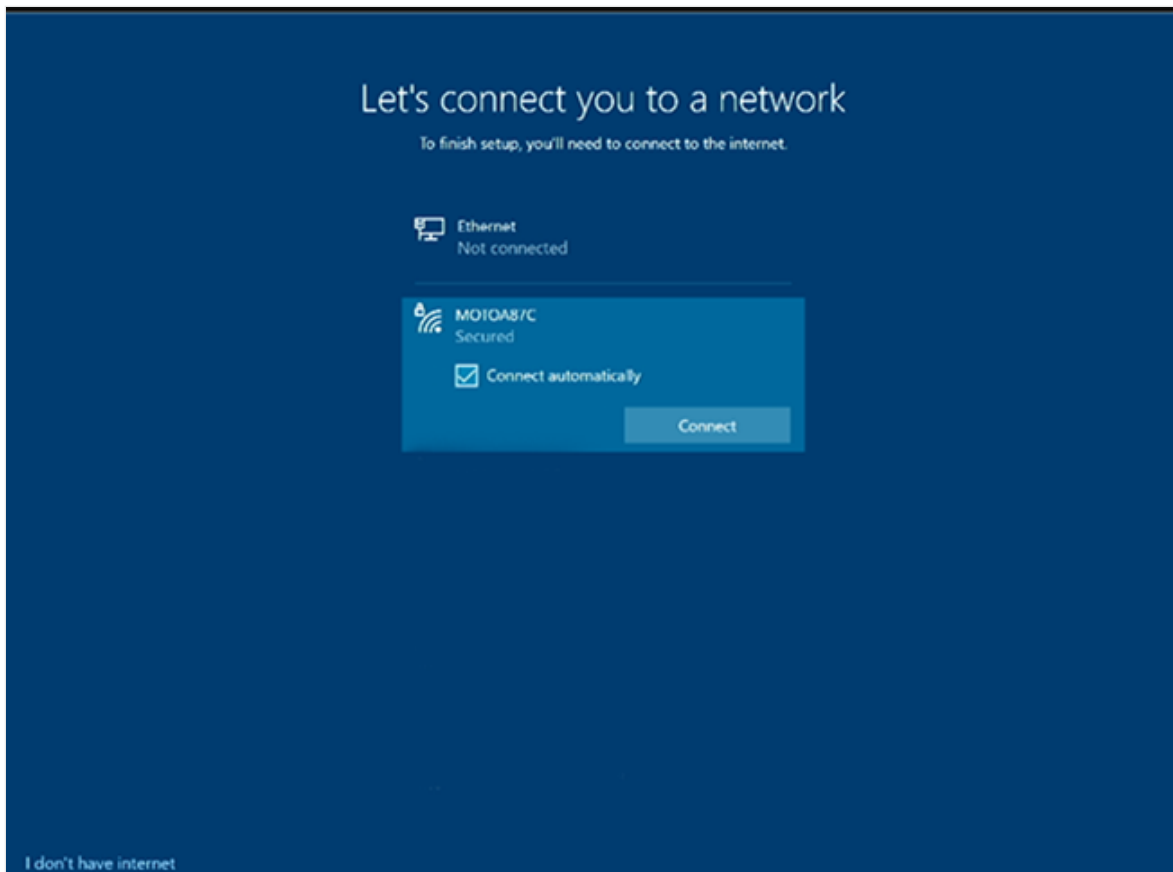 Let's connect you to a network
To finish setup, you'll need to connect to the internet.
Ethernet
Not connected
MOTOA87C
Secured
Connect automatically
Connect
I don't have internet